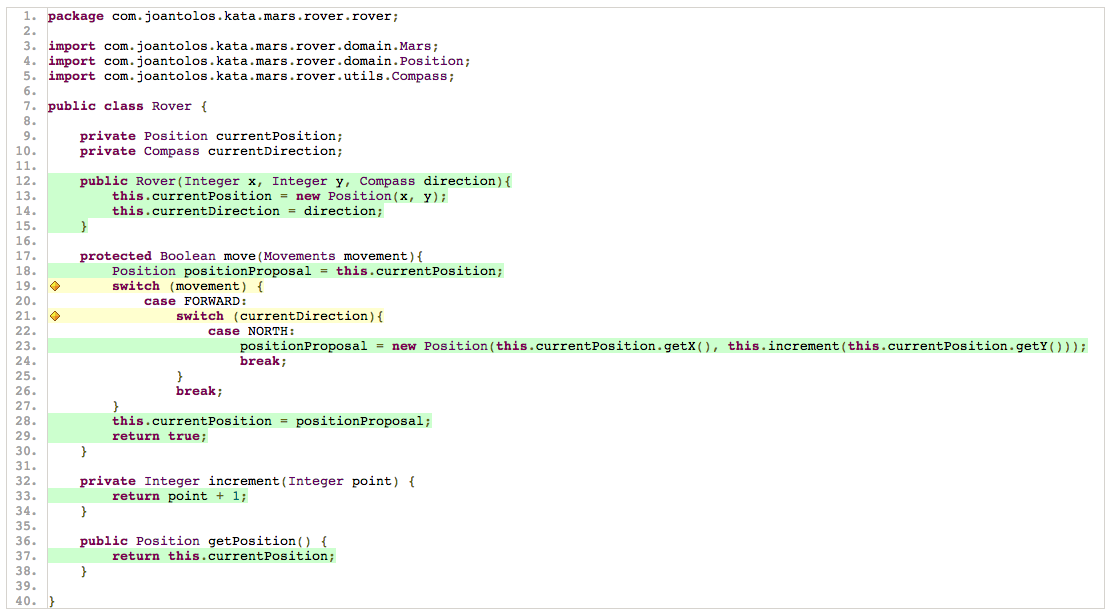 1. package com.joantolos.kata.mars.rover.rover;
2.
3. import com.joantolos.kata.mars.rover.domain.Mars;
4. import com.joantolos.kata.mars.rover.domain.Position;
5. import com.joantolos.kata.mars.rover.utils.Compass;
6.
7. public class Rover {
8.
9.     private Position currentPosition;
10.     private Compass currentDirection;
11.
12.     public Rover(Integer x, Integer y, Compass direction){
13.         this.currentPosition = new Position(x, y);
14.         this.currentDirection = direction;
15.     }
16.
17.     protected Boolean move(Movements movement){
18.         Position positionProposal = this.currentPosition;
19.         switch (movement) {
20.             case FORWARD:
21.                 switch (currentDirection){
22.                     case NORTH:
23.                         positionProposal = new Position(this.currentPosition.getX(), this.increment(this.currentPosition.getY()));
24.                         break;
25.                 }
26.                 break;
27.         }
28.         this.currentPosition = positionProposal;
29.         return true;
30.     }
31.
32.     private Integer increment(Integer point) {
33.         return point + 1;
34.     }
35.
36.     public Position getPosition() {
37.         return this.currentPosition;
38.     }
39.
40. }